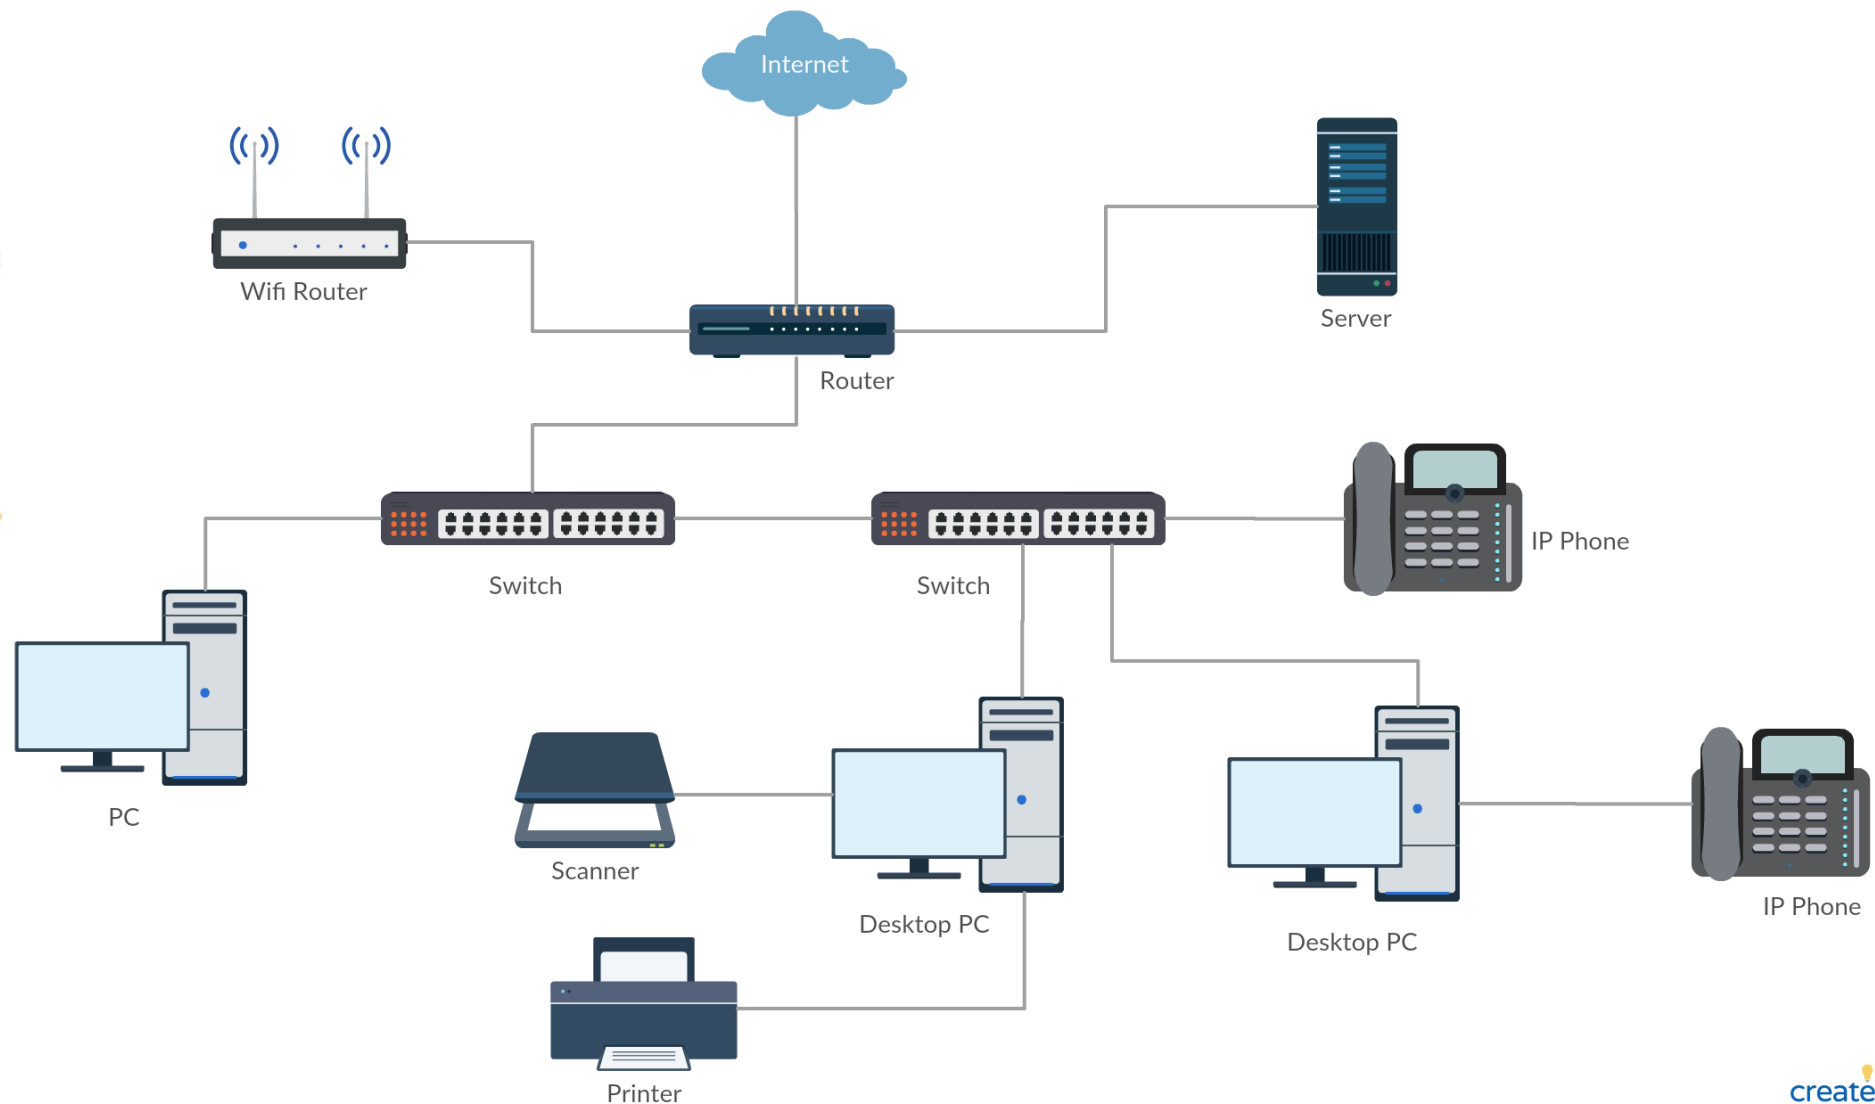 Internet
Wifi Router
Server
Router
IP Phone
Switch
Switch
PC
Scanner
Desktop PC
IP Phone
Desktop PC
Printer
create